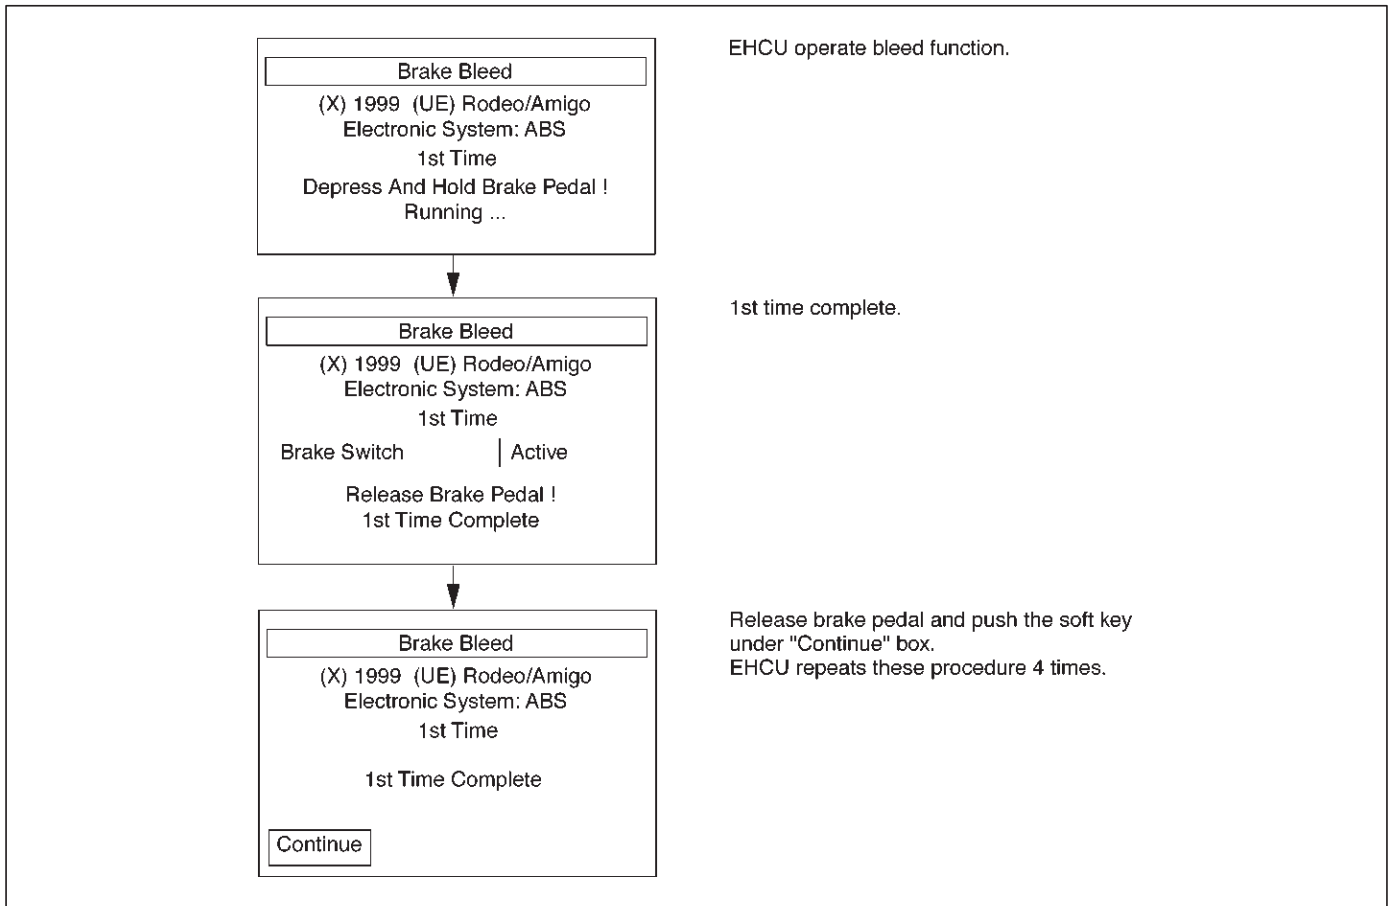 Brake Bleed
(X) 1999 (UE) Rodeo/Amigo
Electronic System: ABS
1st Time
Depress And Hold Brake Pedal !
Running ...
EHCU operate bleed function.
Brake Bleed
(X) 1999 (UE) Rodeo/Amigo
Electronic System: ABS
1st Time
Brake Switch | Active
Release Brake Pedal !
1st Time Complete
1st time complete.
Brake Bleed
(X) 1999 (UE) Rodeo/Amigo
Electronic System: ABS
1st Time
1st Time Complete
Continue
Release brake pedal and push the soft key
under "Continue" box.
EHCU repeats these procedure 4 times.